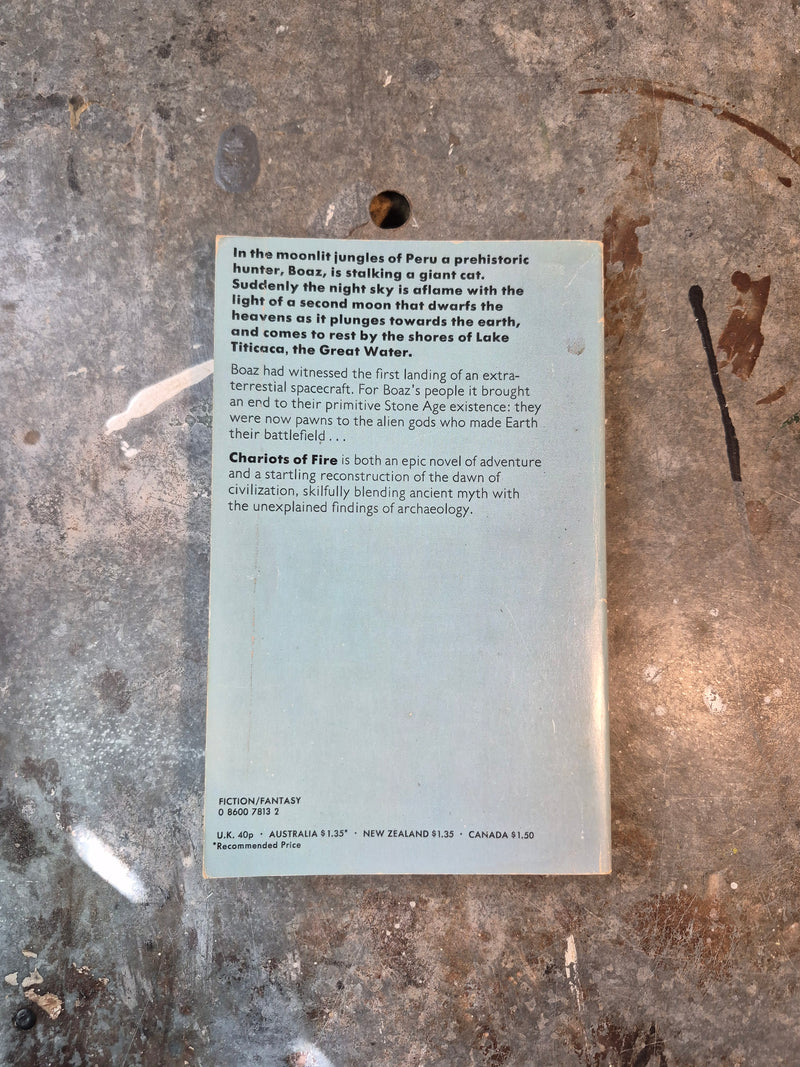 In the moonlit jungles of Peru a prehistoric
hunter, Boaz, is stalking a giant cat.
Suddenly the night sky is aflame with the
light of a second moon that dwarfs the
heavens as it plunges towards the earth,
and comes to rest by the shores of Lake
Titicaca, the Great Water.
Boaz had witnessed the first landing of an extra-
terrestial spacecraft. For Boaz's people it brought
an end to their primitive Stone Age existence: they
were now pawns to the alien gods who made Earth
their battlefield . . .
Chariots of Fire is both an epic novel of adventure
and a startling reconstruction of the dawn of
civilization, skilfully blending ancient myth with
the unexplained findings of archaeology.
FICTION/FANTASY
0 8600 7813 2
U.K. 40p · AUSTRALIA $1.35* · NEW ZEALAND $1.35 · CANADA $1.50
*Recommended Price